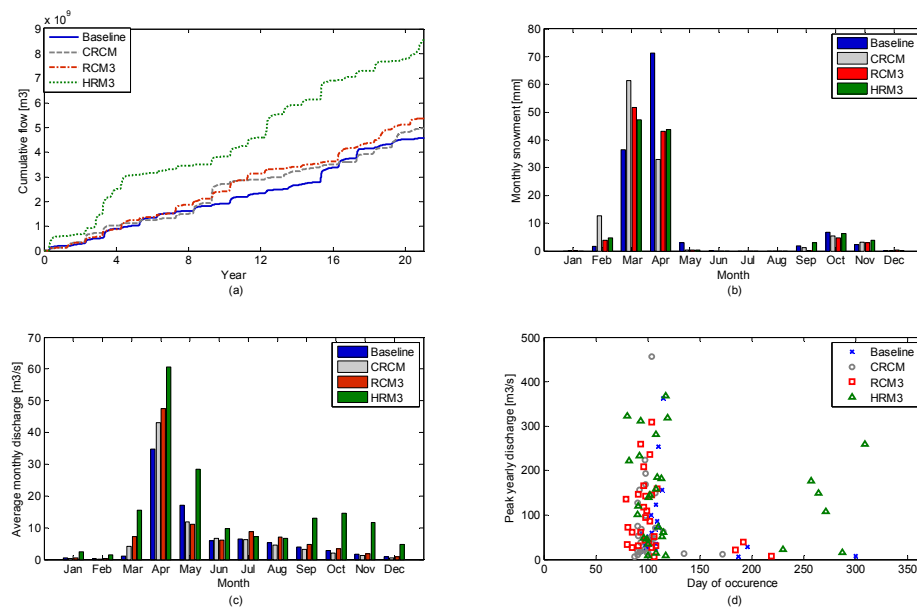 x 10^9
9
8
7
6
5
4
3
2
1
0
Cumulative flow [m3]
Baseline
CRCM
RCM3
HRM3
0 4 8 12 16 20
Year
(a)
80
70
60
50
40
30
20
10
0
Monthly snowment [mm]
Baseline
CRCM
RCM3
HRM3
Jan Feb Mar Apr May Jun Jul Aug Sep Oct Nov Dec
Month
(b)
70
60
50
40
30
20
10
0
Average monthly discharge [m3/s]
Baseline
CRCM
RCM3
HRM3
Jan Feb Mar Apr May Jun Jul Aug Sep Oct Nov Dec
Month
(c)
500
400
300
200
100
0
Peak yearly discharge [m3/s]
Baseline
CRCM
RCM3
HRM3
0 50 100 150 200 250 300 350
Day of occurence
(d)